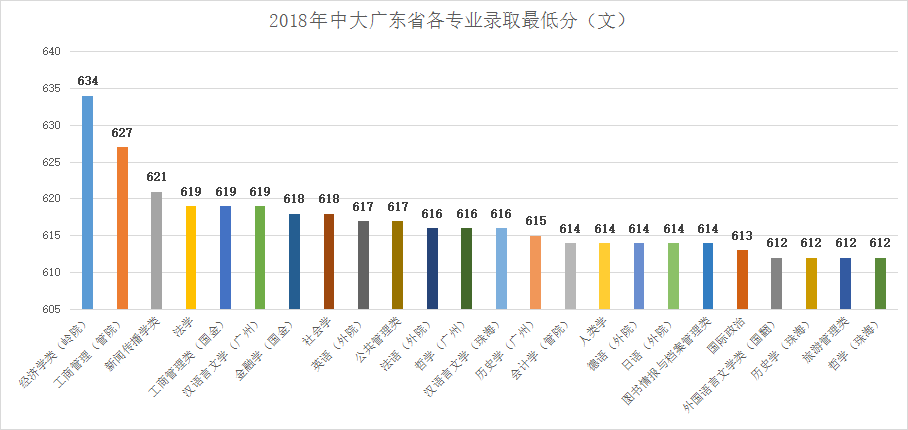 2018年中大广东省各专业录取最低分（文）
640
635
630
625
620
615
610
605
634
627
621
619
619
619
618
618
617
617
616
616
616
615
614
614
614
614
614
613
612
612
612
612
经济学类（岭院）
工商管理（管院）
新闻传播学类
法学
工商管理类（国金）
汉语言文学（广州）
金融学（国金）
社会学
英语（外院）
公共管理类
法语（外院）
哲学（广州）
汉语言文学（珠海）
历史学（广州）
会计学（管院）
人类学
德语（外院）
日语（外院）
图书情报与档案管理类
国际政治
外国语言文学类（国翻）
历史学（珠海）
旅游管理类
哲学（珠海）